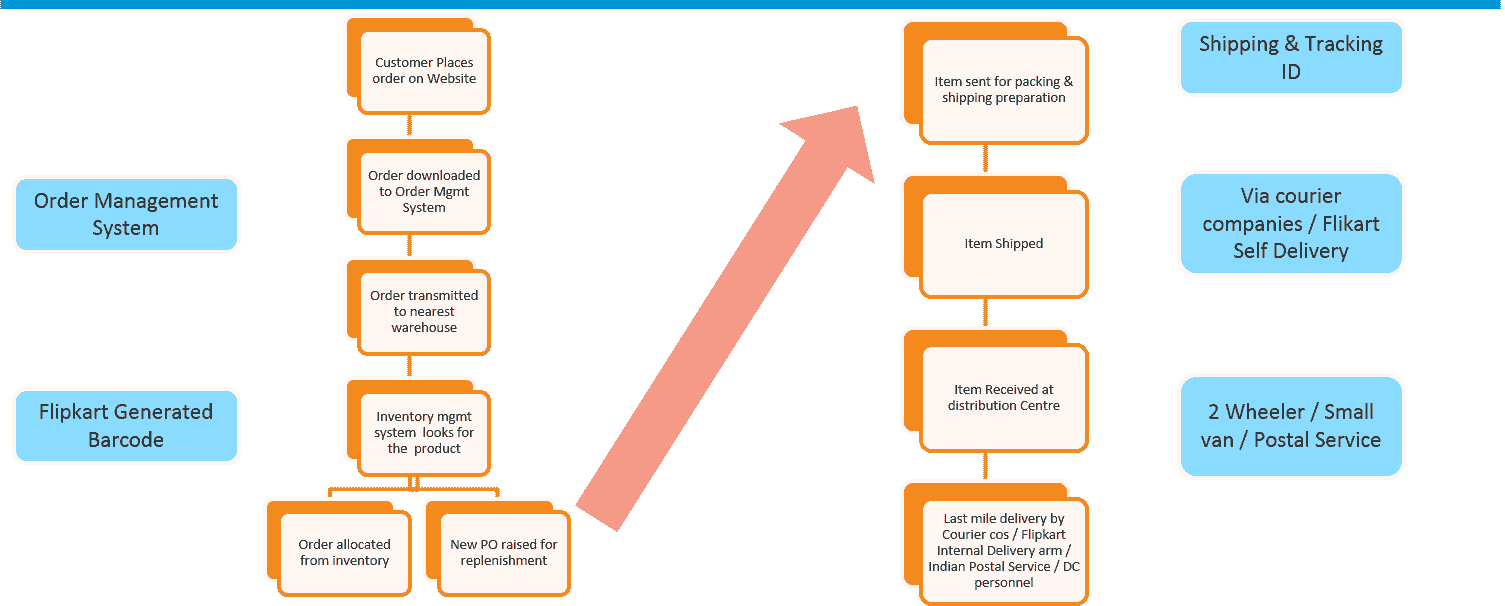 Customer Places
order on Website
Order Management
System
Order downloaded
to Order Mgmt
System
Order transmitted
to nearest
warehouse
Flipkart Generated
Barcode
Inventory mgmt
system looks for
the product
Order allocated
from inventory
New PO raised for
replenishment
Item sent for packing &
shipping preparation
Shipping & Tracking
ID
Item Shipped
Via courier
companies / Flikart
Self Delivery
Item Received at
distribution Centre
2 Wheeler / Small
van / Postal Service
Last mile delivery by
Courier cos / Flipkart
Internal Delivery arm /
Indian Postal Service / DC
personnel